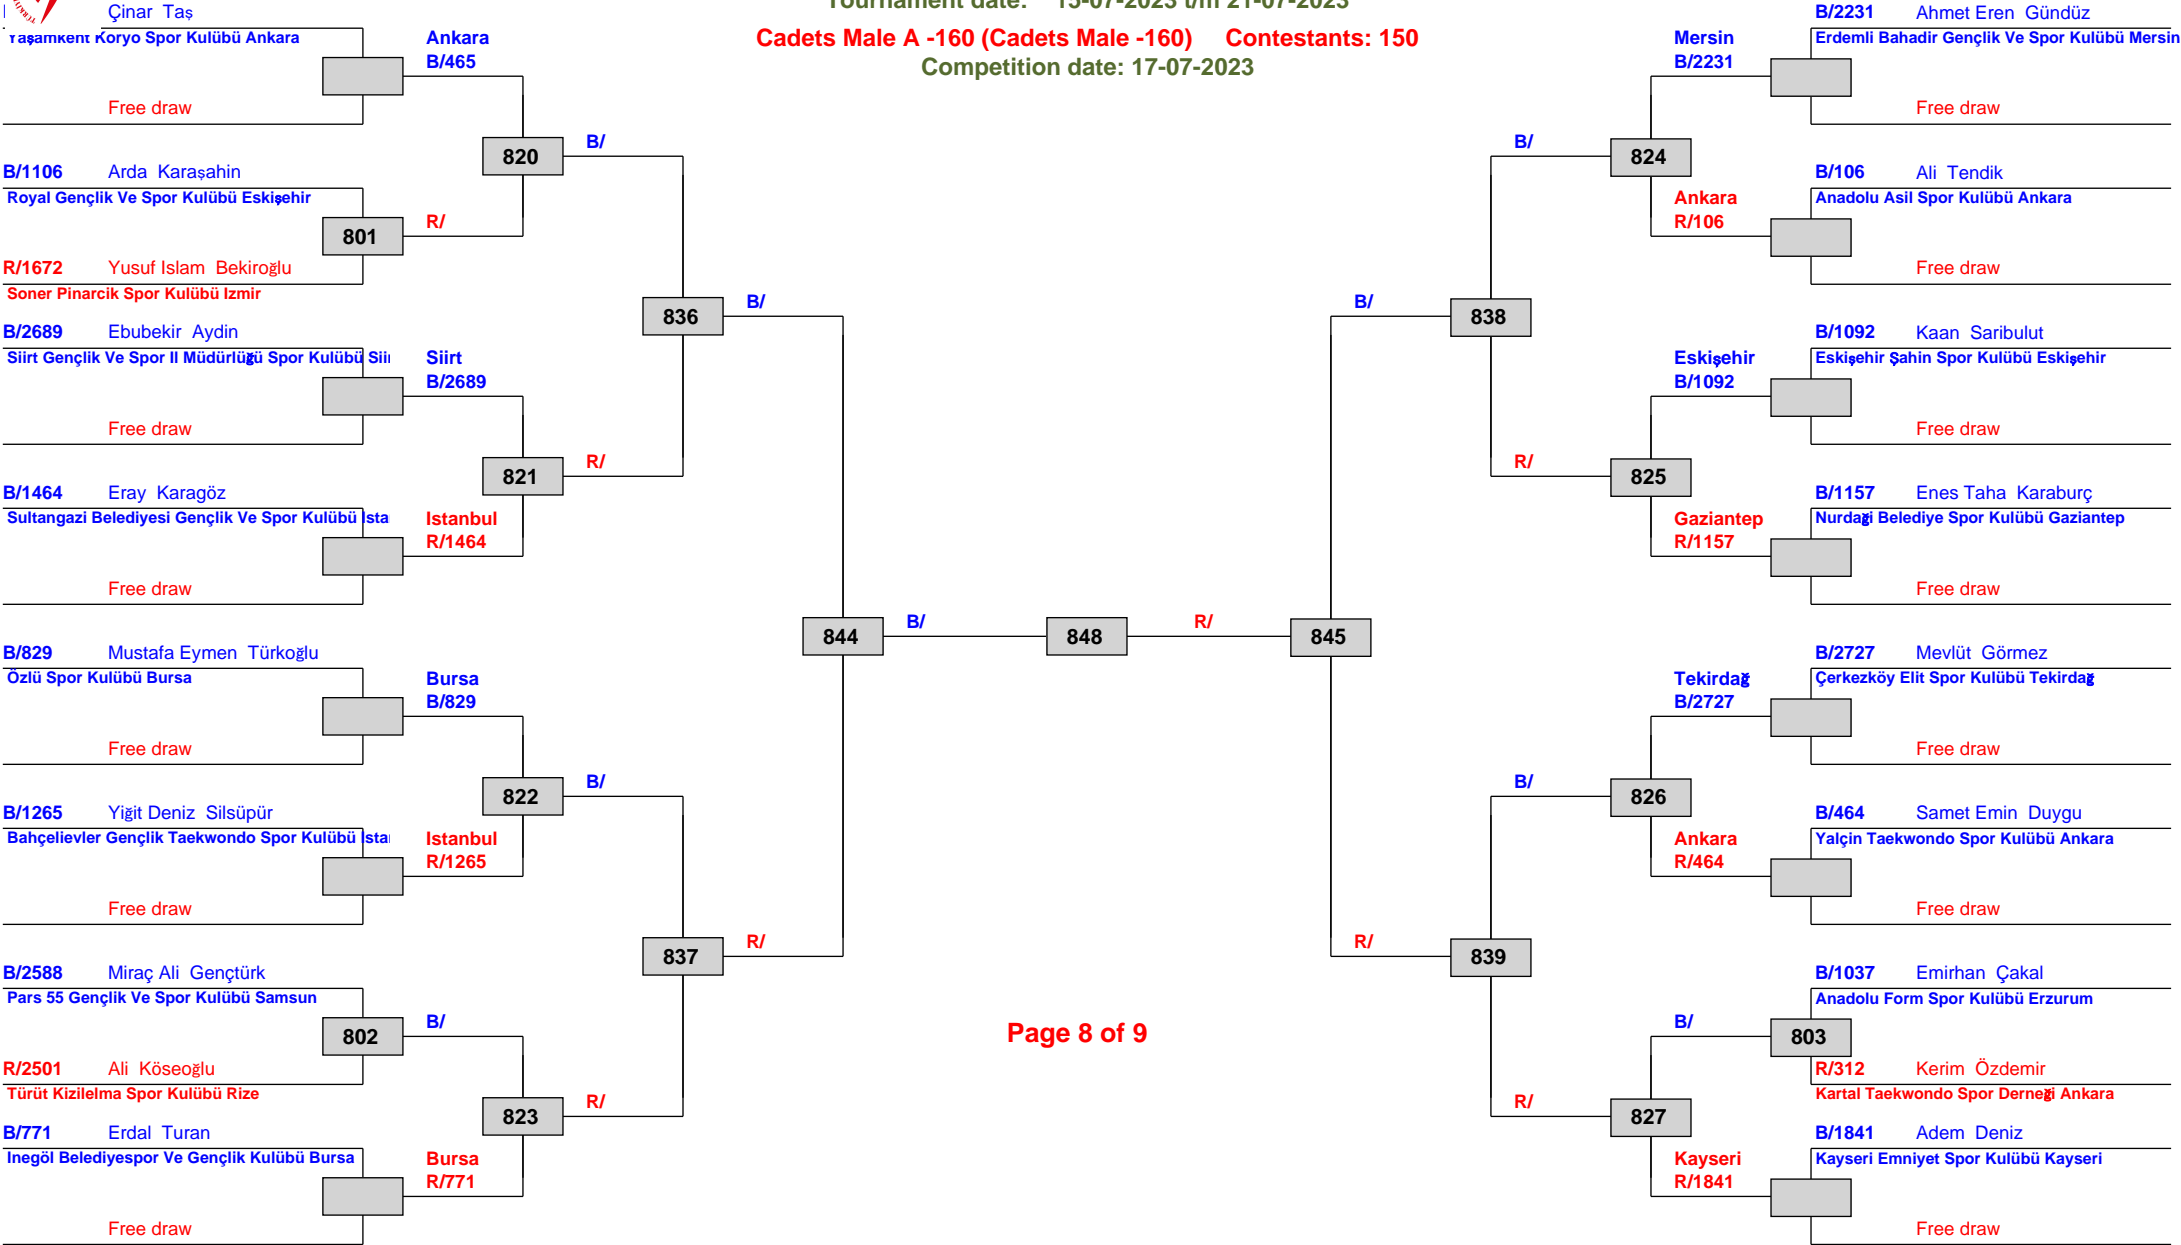 Tournament date: 15-07-2023 t/m 21-07-2023
Cadets Male A -160 (Cadets Male -160) Contestants: 150
Competition date: 17-07-2023
Çinar Taş
Yaşamkent Koryo Spor Kulübü Ankara
Free draw
Ankara
B/465
B/1106 Arda Karaşahin
Royal Gençlik Ve Spor Kulübü Eskişehir
801
R/
R/1672 Yusuf Islam Bekiroğlu
Soner Pinarcik Spor Kulübü Izmir
820
B/
B/2689 Ebubekir Aydin
Siirt Gençlik Ve Spor Il Müdürlüğü Spor Kulübü Sii
Free draw
Siirt
B/2689
B/1464 Eray Karagöz
Sultangazi Belediyesi Gençlik Ve Spor Kulübü Ista
Free draw
Istanbul
R/1464
821
R/
836
B/
B/829 Mustafa Eymen Türkoğlu
Özlü Spor Kulübü Bursa
Free draw
Bursa
B/829
B/1265 Yiğit Deniz Silsüpür
Bahçelievler Gençlik Taekwondo Spor Kulübü Ista
Free draw
Istanbul
R/1265
822
B/
B/2588 Miraç Ali Gençtürk
Pars 55 Gençlik Ve Spor Kulübü Samsun
802
B/
R/2501 Ali Köseoğlu
Türüt Kizilelma Spor Kulübü Rize
B/771 Erdal Turan
Inegöl Belediyespor Ve Gençlik Kulübü Bursa
Free draw
Bursa
R/771
823
R/
837
R/
844
B/
848
R/
845
Page 8 of 9
B/
838
B/
824
Mersin
B/2231
B/2231 Ahmet Eren Gündüz
Erdemli Bahadir Gençlik Ve Spor Kulübü Mersin
Free draw
Ankara
R/106
B/106 Ali Tendik
Anadolu Asil Spor Kulübü Ankara
Free draw
R/
825
Eskişehir
B/1092
B/1092 Kaan Saribulut
Eskişehir Şahin Spor Kulübü Eskişehir
Free draw
Gaziantep
R/1157
B/1157 Enes Taha Karaburç
Nurdaği Belediye Spor Kulübü Gaziantep
Free draw
R/
839
B/
826
Tekirdağ
B/2727
B/2727 Mevlüt Görmez
Çerkezköy Elit Spor Kulübü Tekirdağ
Free draw
Ankara
R/464
B/464 Samet Emin Duygu
Yalçin Taekwondo Spor Kulübü Ankara
Free draw
R/
827
B/
803
B/1037 Emirhan Çakal
Anadolu Form Spor Kulübü Erzurum
R/312 Kerim Özdemir
Kartal Taekwondo Spor Derneği Ankara
Kayseri
R/1841
B/1841 Adem Deniz
Kayseri Emniyet Spor Kulübü Kayseri
Free draw